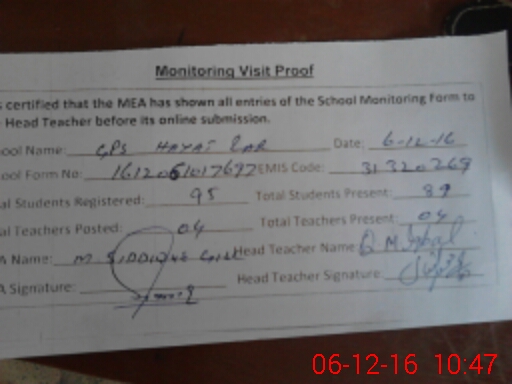 Monitoring Visit Proof
s certified that the MEA has shown all entries of the School Monitoring Form to
e Head Teacher before its online submission.
ool Name: GPS HAYAT LAR Date: 6-12-16
ool Form No: EMIS Code: 31320269
al Students Registered: 95 Total Students Present: 89
al Teachers Posted: 04 Total Teachers Present: 04
A Name: M SIDDIQUE Head Teacher Name: Q M Iqbal
A Signature: Head Teacher Signature:
06-12-16 10:47